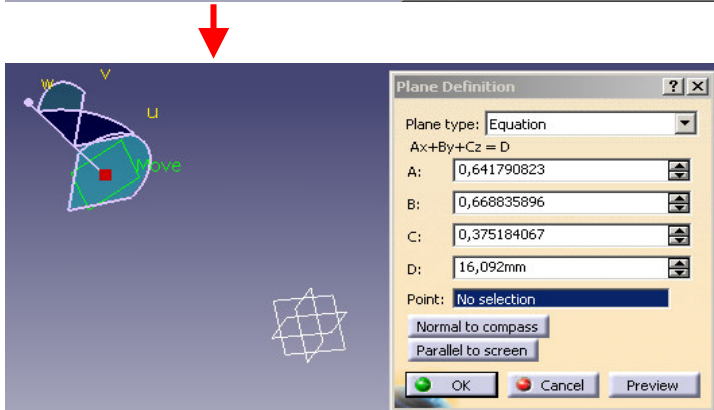 w v
u
Move
Plane Definition ? X
Plane type: Equation
Ax+By+Cz = D
A: 0,641790823
B: 0,668835896
C: 0,375184067
D: 16,092mm
Point: No selection
Normal to compass
Parallel to screen
OK Cancel Preview